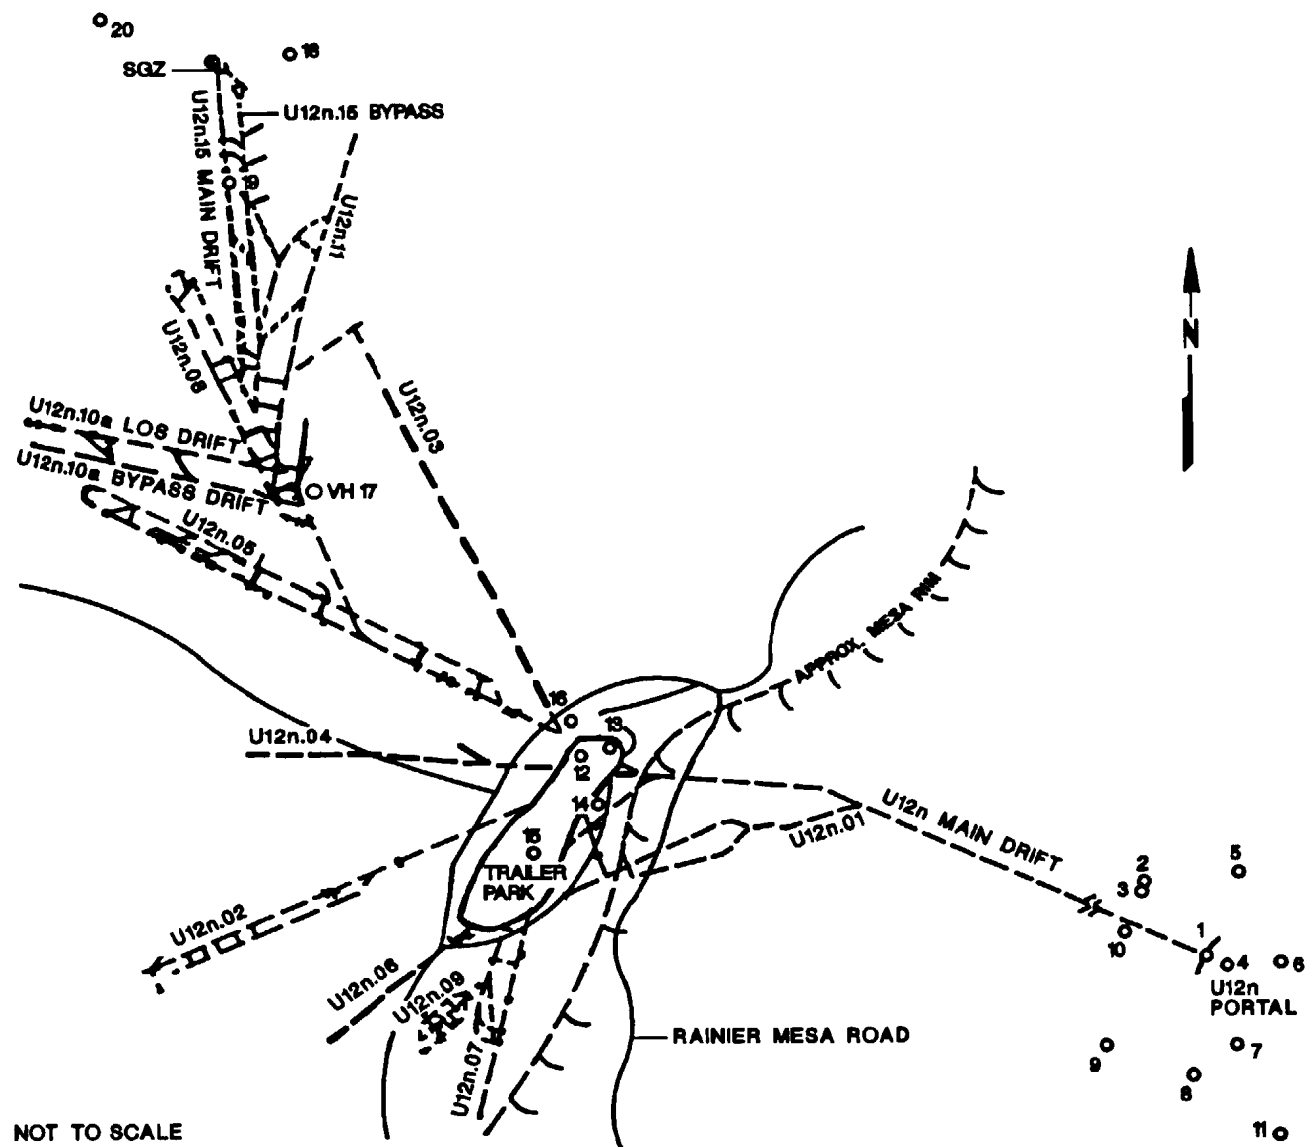 20
18
SGZ
U12n.15 BYPASS
U12n.15 MAIN DRIFT
U12n.11
U12n.08
U12n.03
N
U12n.10a LOS DRIFT
U12n.10a BYPASS DRIFT
VH 17
U12n.05
APPROX. MESA RIM
16
13
U12n.04
12
14
U12n MAIN DRIFT
U12n.01
15
TRAILER
PARK
2
5
3
U12n.02
10
1
4
6
U12n
PORTAL
U12n.06
U12n.09
U12n.07
RAINIER MESA ROAD
9
7
8
11
NOT TO SCALE